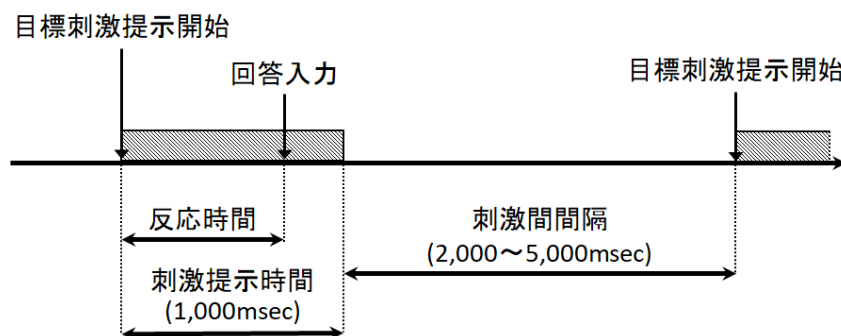 目標刺激提示開始
回答入力
目標刺激提示開始
反応時間
刺激間間隔
(2,000～5,000msec)
刺激提示時間
(1,000msec)